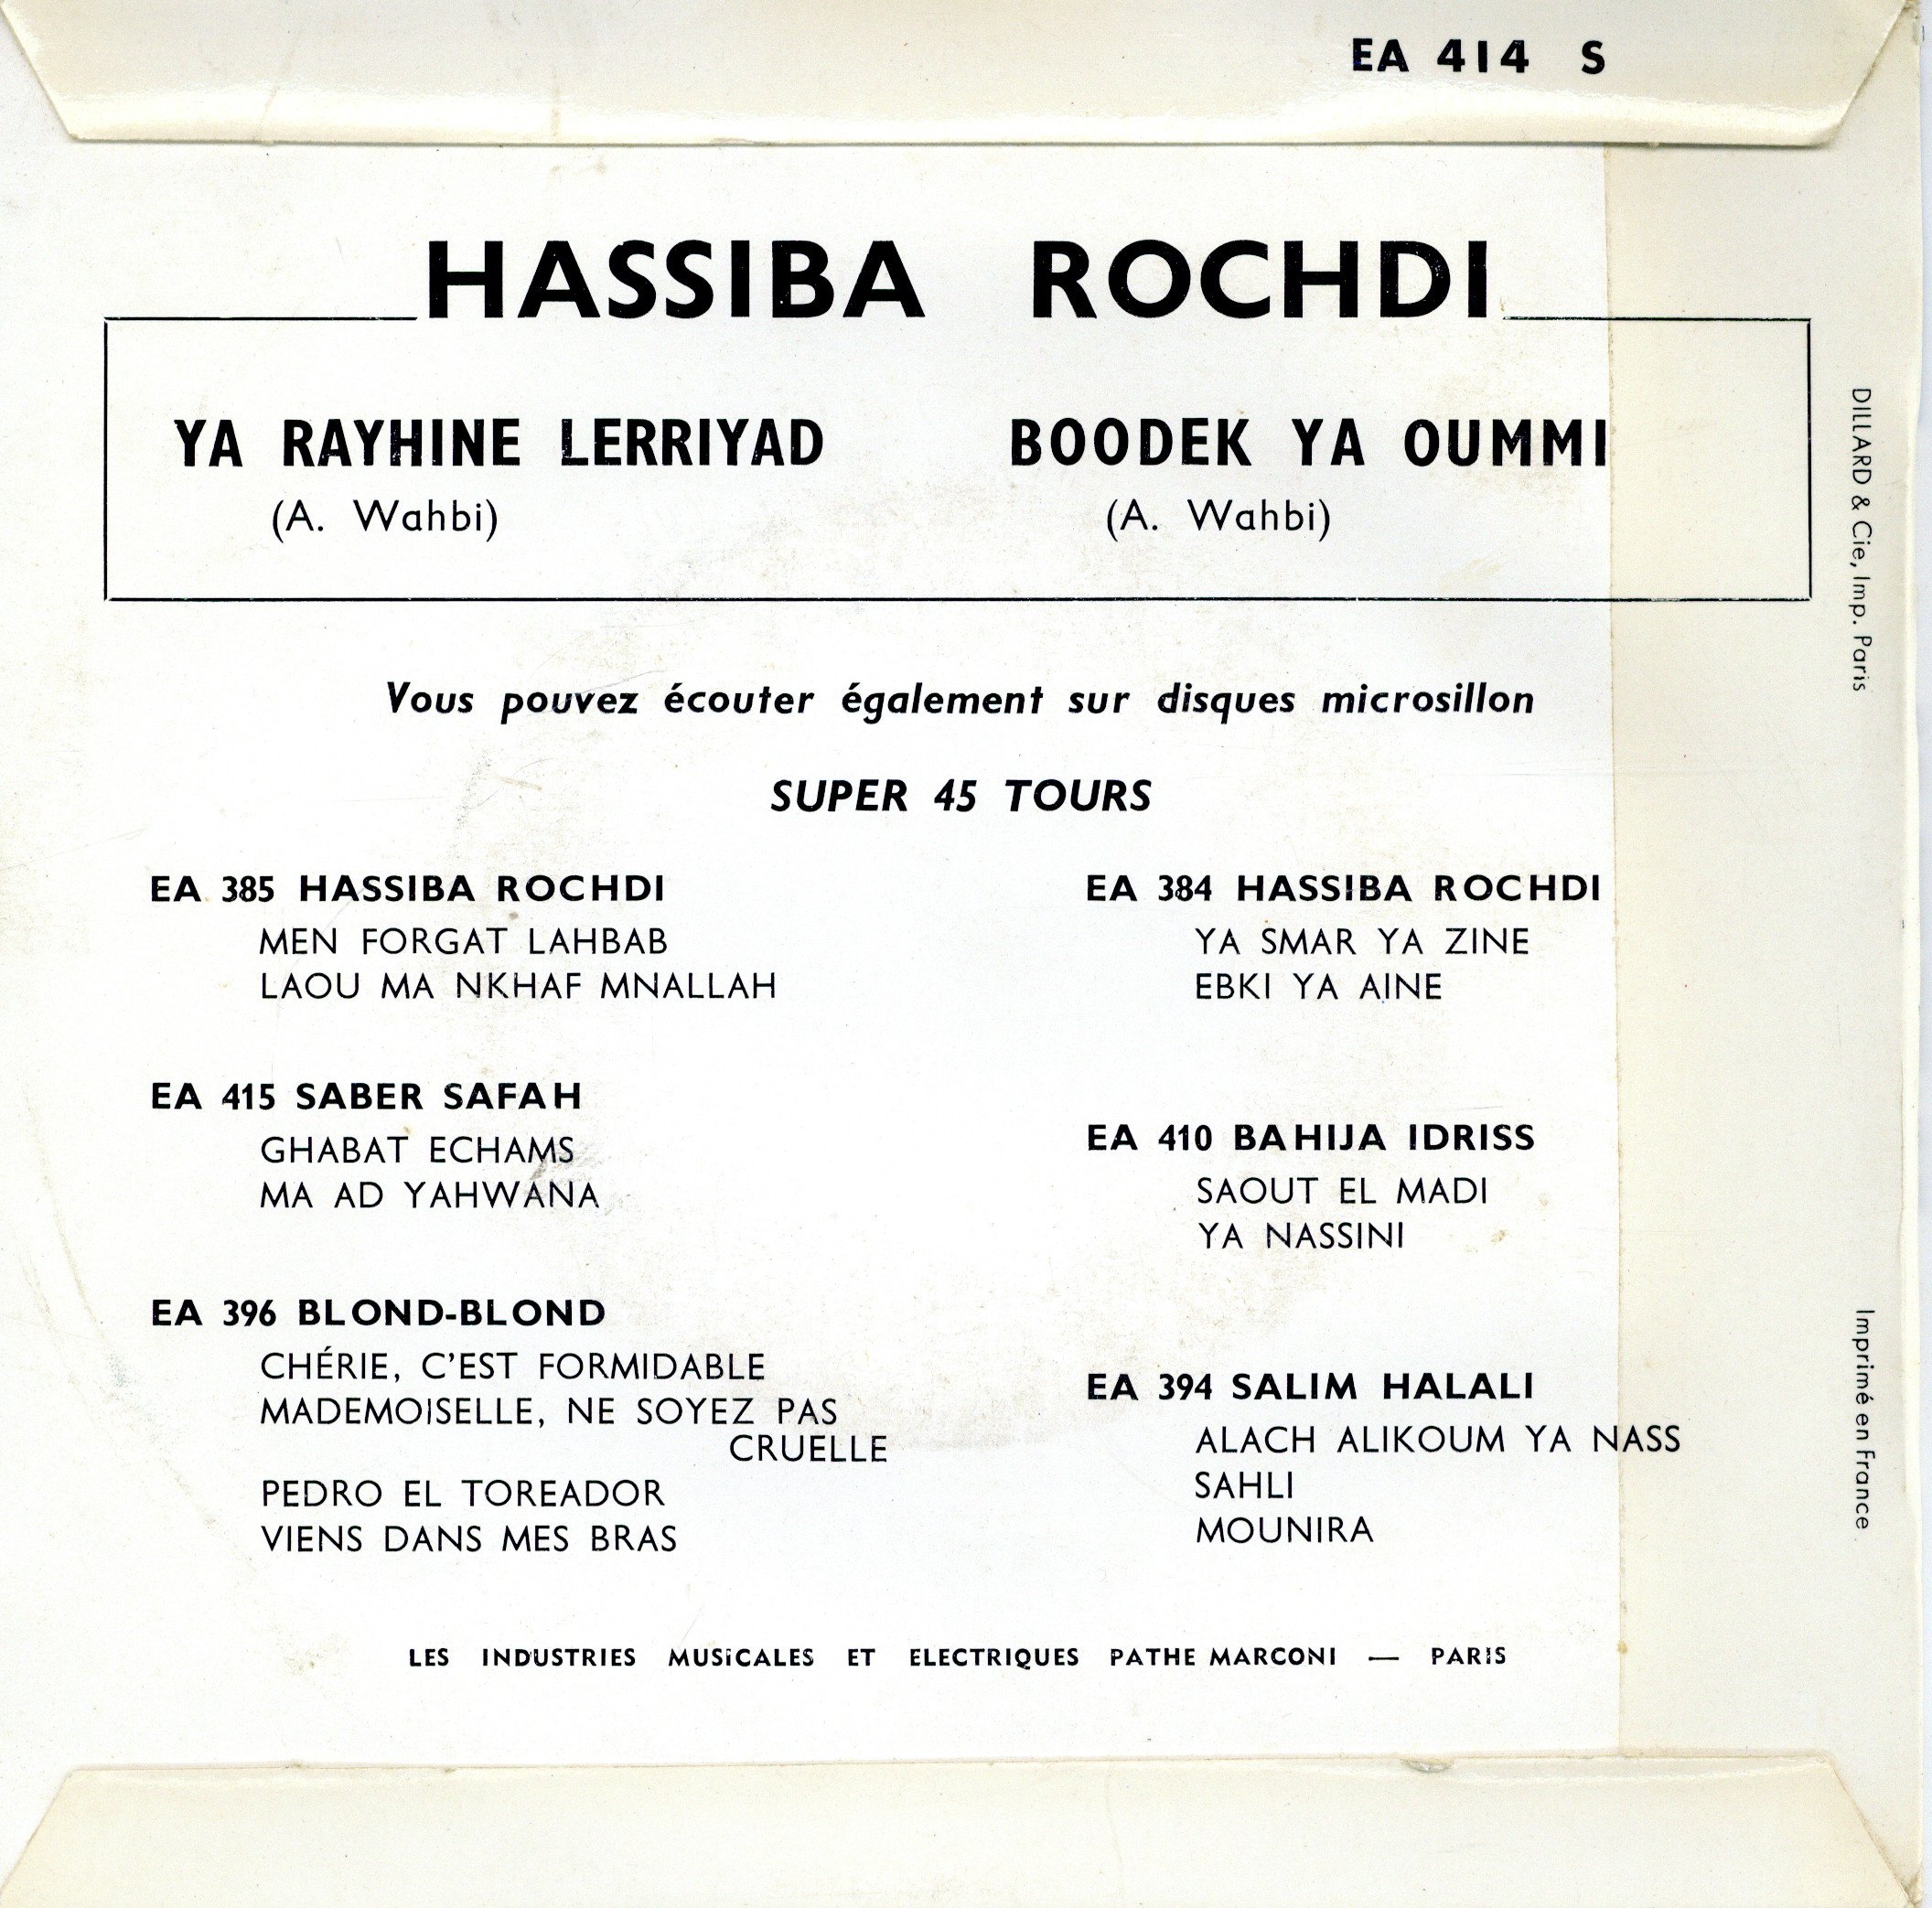 EA 414 S
HASSIBA ROCHDI
YA RAYHINE LERRIYAD
(A. Wahbi)
BOODEK YA OUMMI
(A. Wahbi)
Vous pouvez écouter également sur disques microsillon
SUPER 45 TOURS
EA 385 HASSIBA ROCHDI
MEN FORGAT LAHBAB
LAOU MA NKHAF MNALLAH
EA 415 SABER SAFAH
GHABAT ECHAMS
MA AD YAHWANA
EA 396 BLOND-BLOND
CHÉRIE, C'EST FORMIDABLE
MADEMOISELLE, NE SOYEZ PAS
CRUELLE
PEDRO EL TOREADOR
VIENS DANS MES BRAS
EA 384 HASSIBA ROCHDI
YA SMAR YA ZINE
EBKI YA AINE
EA 410 BAHIJA IDRISS
SAOUT EL MADI
YA NASSINI
EA 394 SALIM HALALI
ALACH ALIKOUM YA NASS
SAHLI
MOUNIRA
LES INDUSTRIES MUSiCALES ET ELECTRIQUES PATHE MARCONI — PARIS
DILLARD & Cie, Imp. Paris
Imprimé en France